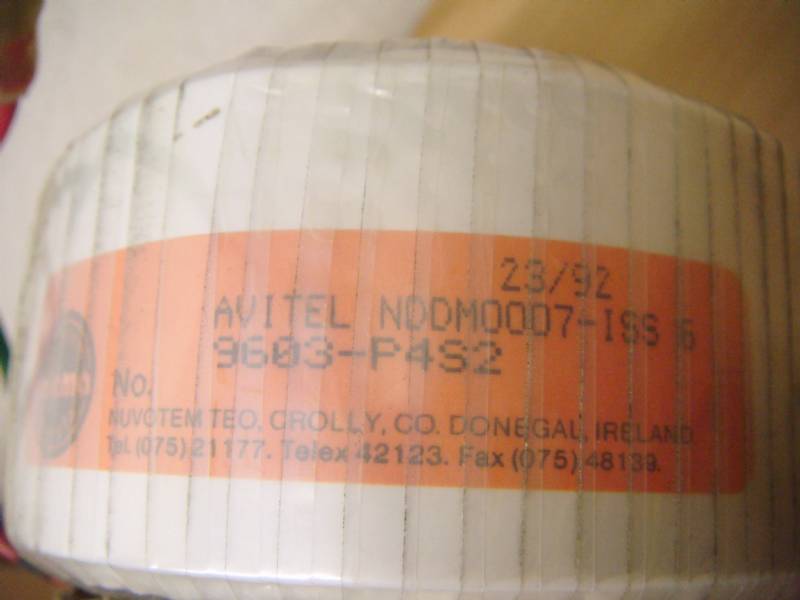 23/92
AVITEL NDDM0007-ISS 6
9603-P4S2
No.
NUVOTEM TEO, CROLLY, CO. DONEGAL, IRELAND
Tel. (075) 21177. Telex 42123. Fax (075) 48139.